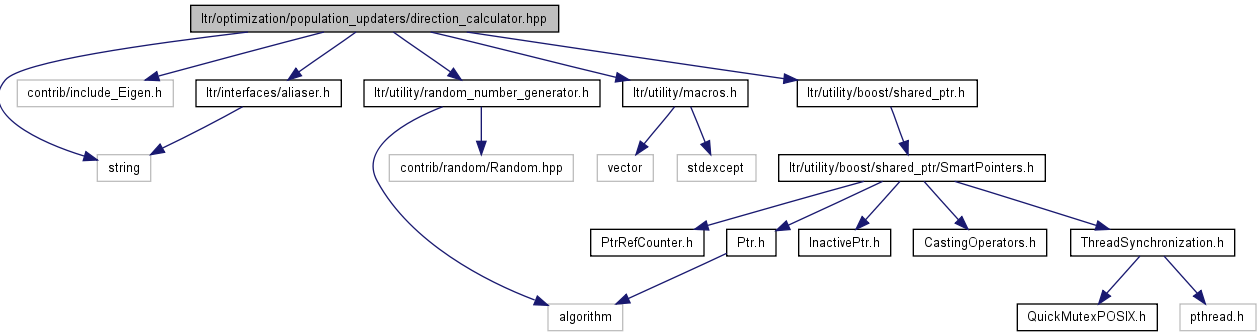 ltr/optimization/population_updaters/direction_calculator.hpp
contrib/include_Eigen.h
ltr/interfaces/aliaser.h
ltr/utility/random_number_generator.h
ltr/utility/macros.h
ltr/utility/boost/shared_ptr.h
string
contrib/random/Random.hpp
vector
stdexcept
ltr/utility/boost/shared_ptr/SmartPointers.h
PtrRefCounter.h
Ptr.h
InactivePtr.h
CastingOperators.h
ThreadSynchronization.h
algorithm
QuickMutexPOSIX.h
pthread.h